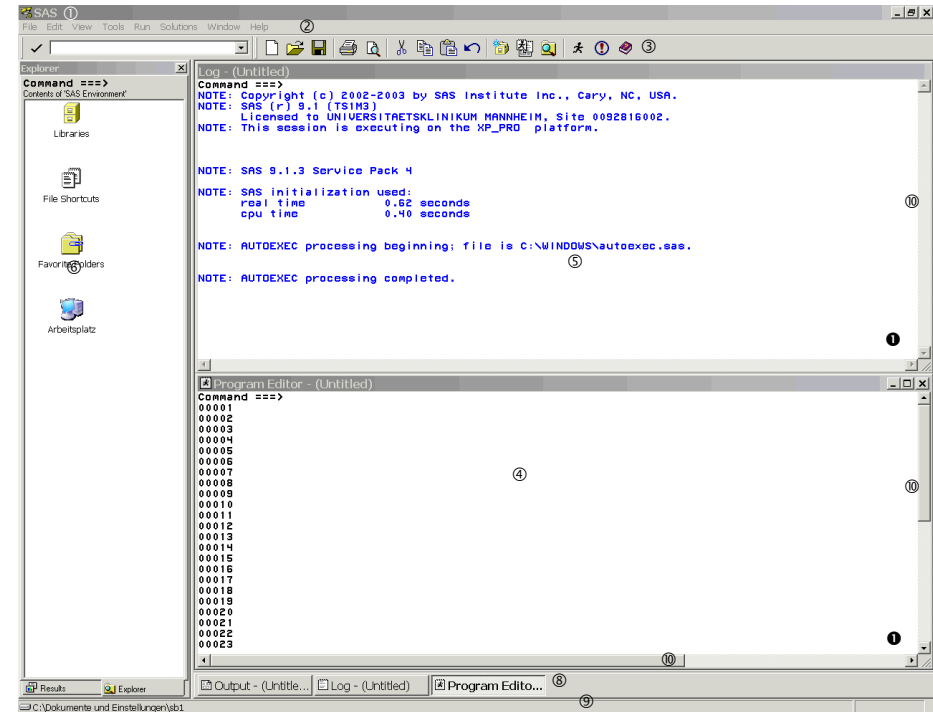 SAS ①
File Edit View Tools Run Solutions Window Help ②
③
Explorer
Command ===>
Contents of 'SAS Environment'
Libraries
File Shortcuts
Favorite Folders
⑥
Arbeitsplatz
Results Explorer
Log - (Untitled)
Command ===>
NOTE: Copyright (c) 2002-2003 by SAS Institute Inc., Cary, NC, USA.
NOTE: SAS (r) 9.1 (TS1M3)
Licensed to UNIVERSITAETSKLINIKUM MANNHEIM, Site 0092816002.
NOTE: This session is executing on the XP_PRO platform.
NOTE: SAS 9.1.3 Service Pack 4
NOTE: SAS initialization used:
real time 0.62 seconds
cpu time 0.40 seconds
⑩
NOTE: AUTOEXEC processing beginning; file is C:\WINDOWS\autoexec.sas.
⑤
NOTE: AUTOEXEC processing completed.
❶
Program Editor - (Untitled)
Command ===>
00001
00002
00003
00004
00005
00006
00007
④
00008
⑩
00009
00010
00011
00012
00013
00014
00015
00016
00017
00018
00019
00020
00021
00022
❶
00023
⑩
Output - (Untitle... Log - (Untitled) Program Edito... ⑧
⑨
C:\Dokumente und Einstellungen\sb1